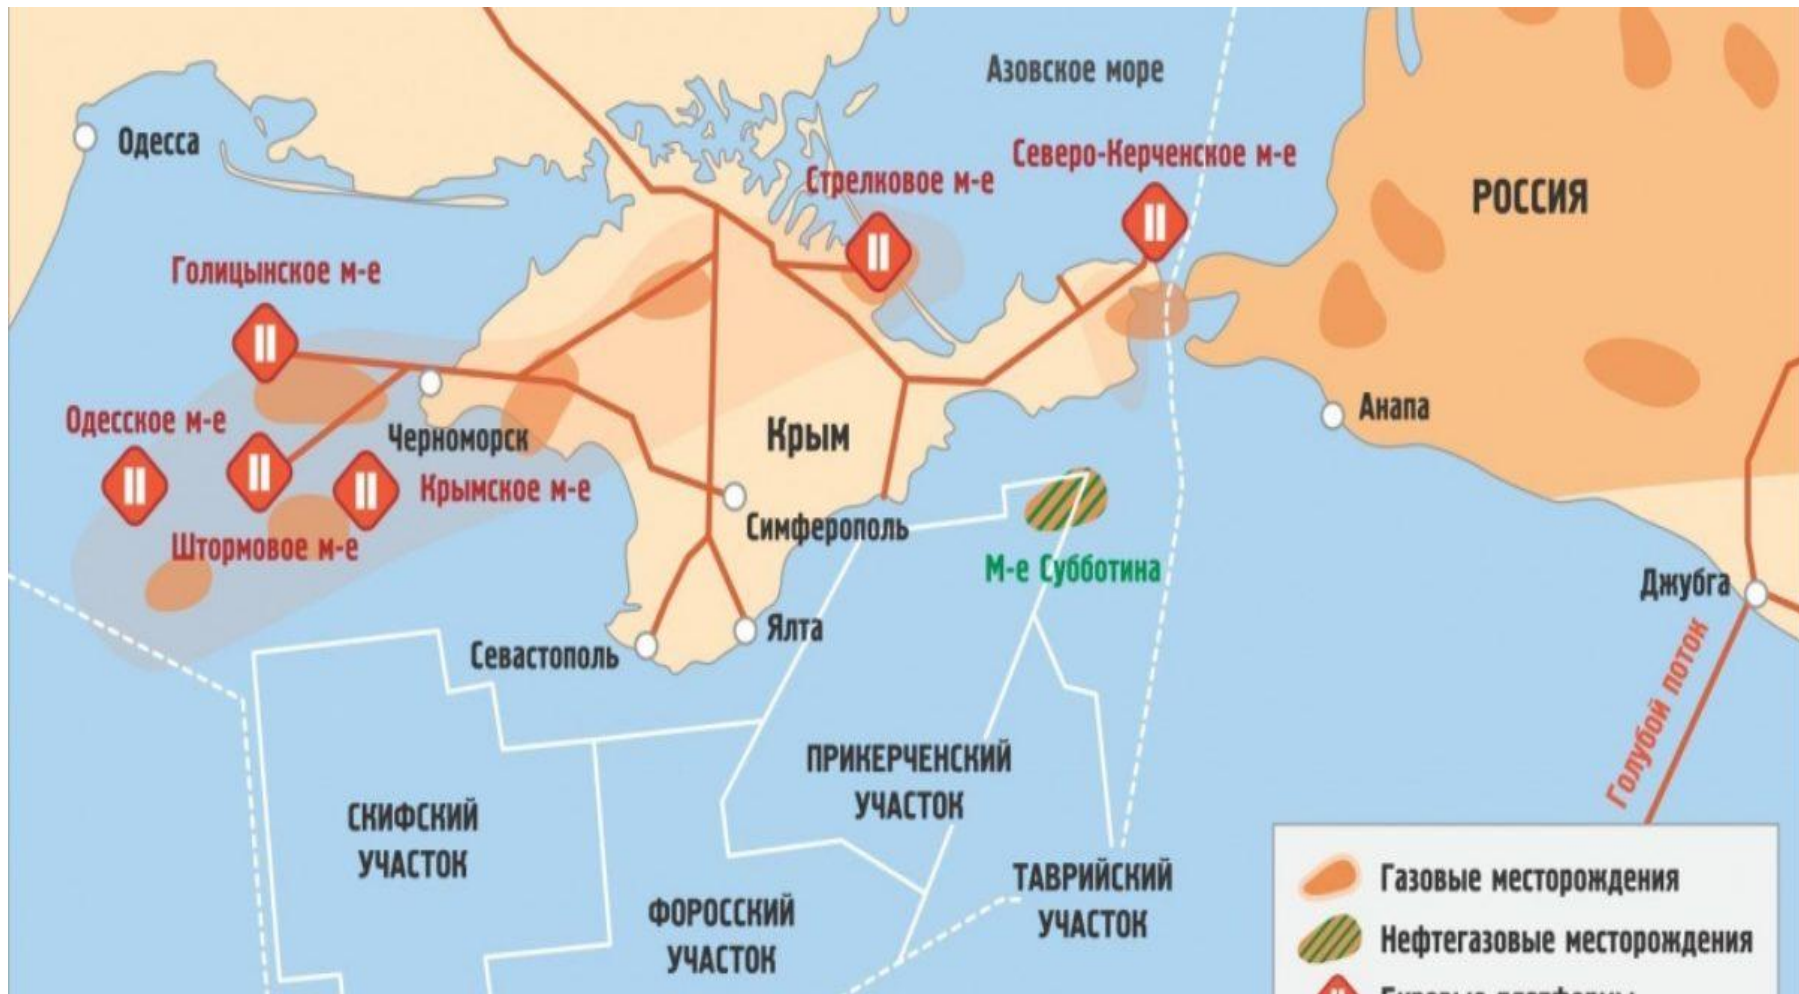 Азовское море
Одесса
Северо-Керченское м-е
Стрелковое м-е
РОССИЯ
Голицынское м-е
Одесское м-е
Черноморск
Крым
Анапа
Крымское м-е
Симферополь
Штормовое м-е
М-е Субботина
Джубга
Ялта
Севастополь
Голубой поток
ПРИКЕРЧЕНСКИЙ
УЧАСТОК
СКИФСКИЙ
УЧАСТОК
ТАВРИЙСКИЙ
УЧАСТОК
ФОРОССКИЙ
УЧАСТОК
Газовые месторождения
Нефтегазовые месторождения